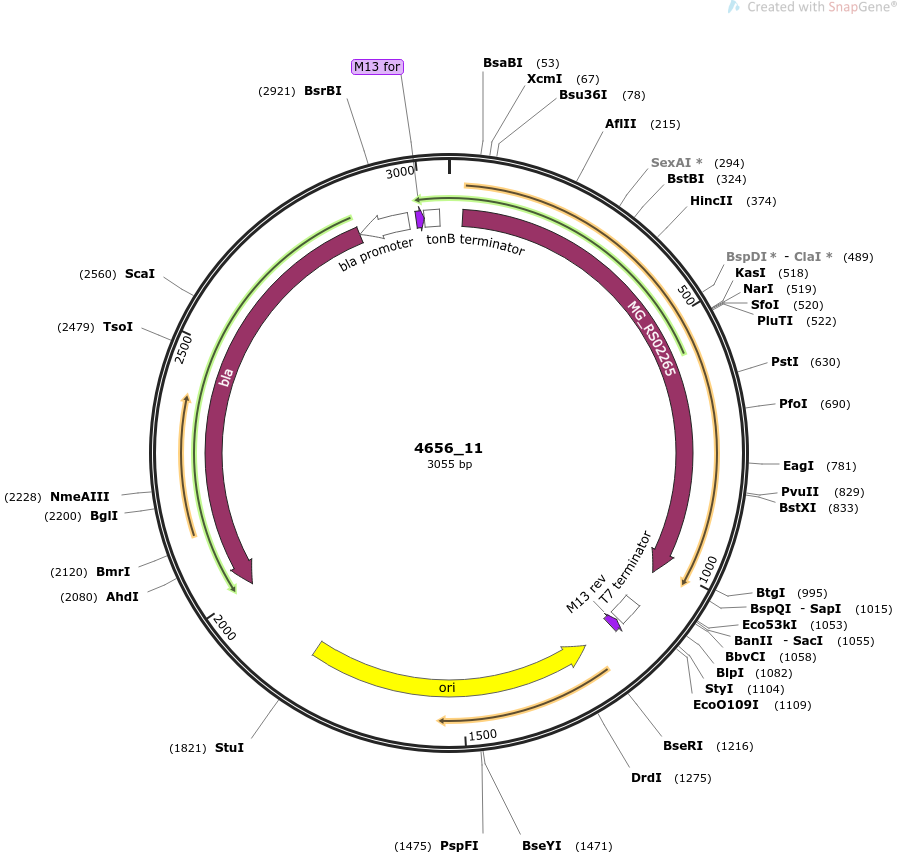 Created with SnapGene®
M13 for
BsaBI (53)
XcmI (67)
Bsu36I (78)
(2921) BsrBI
AflII (215)
SexAI * (294)
BstBI (324)
HincII (374)
BspDI * - ClaI * (489)
KasI (518)
NarI (519)
SfoI (520)
PluTI (522)
PstI (630)
PfoI (690)
EagI (781)
PvuII (829)
BstXI (833)
BtgI (995)
BspQI - SapI (1015)
Eco53kI (1053)
BanII - SacI (1055)
BbvCI (1058)
BlpI (1082)
StyI (1104)
EcoO109I (1109)
BseRI (1216)
DrdI (1275)
BseYI (1471)
(1475) PspFI
(1821) StuI
(2080) AhdI
(2120) BmrI
(2200) BglI
(2228) NmeAIII
(2479) TsoI
(2560) ScaI
3000
500
1000
1500
2000
2500
bla promoter
tonB terminator
MG_RS02265
bla
M13 rev
T7 terminator
ori
4656_11
3055 bp